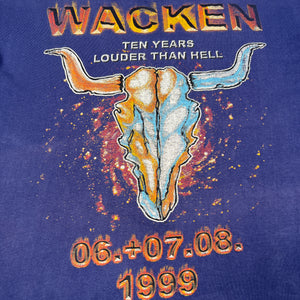 WACKEN
TEN YEARS
LOUDER THAN HELL
06.+07.08.
1999